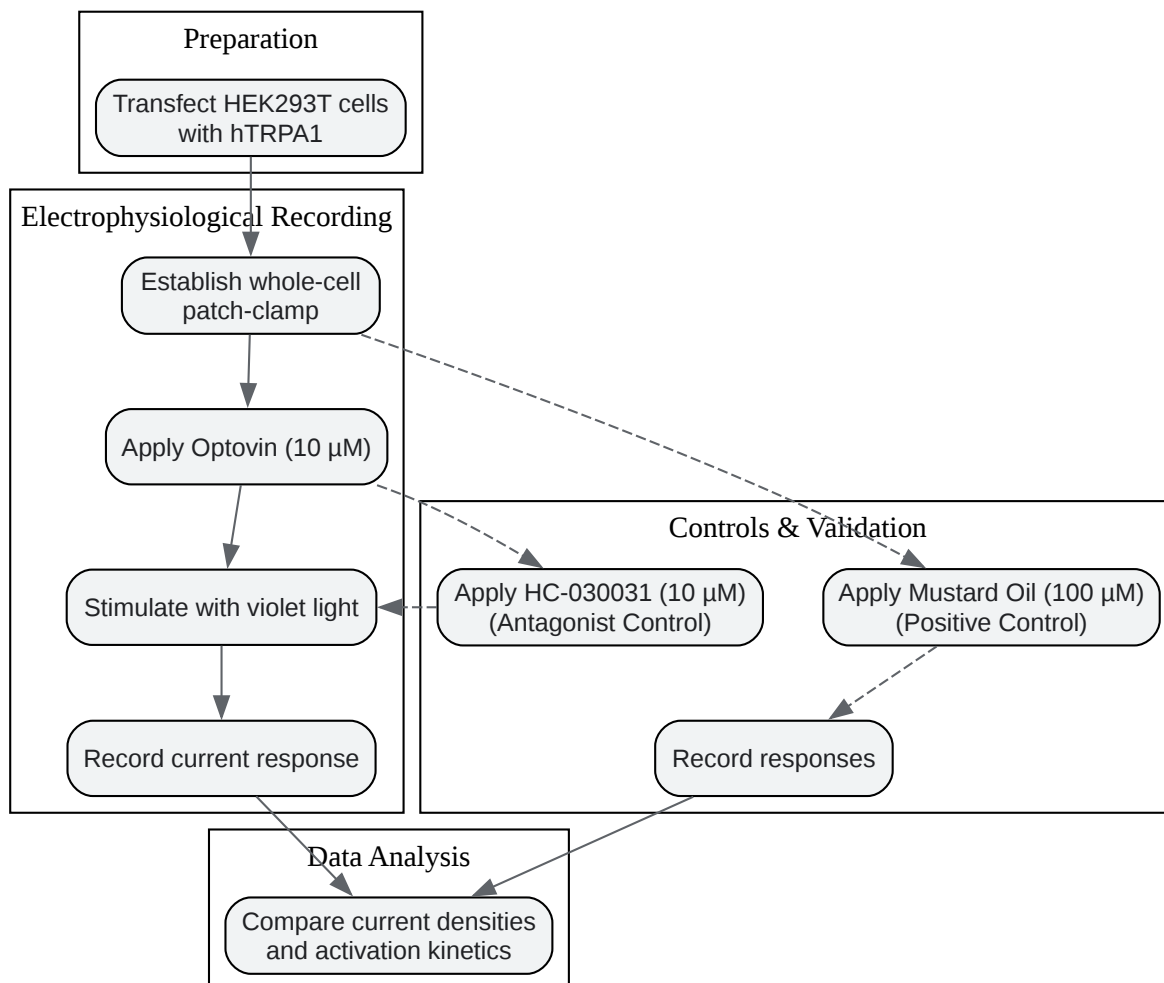 Preparation
Transfect HEK293T cells
with hTRPA1
Electrophysiological Recording
Establish whole-cell
patch-clamp
Apply Optovin (10 µM)
Controls & Validation
Stimulate with violet light
Apply HC-030031 (10 µM)
(Antagonist Control)
Apply Mustard Oil (100 µM)
(Positive Control)
Record current response
Record responses
Data Analysis
Compare current densities
and activation kinetics